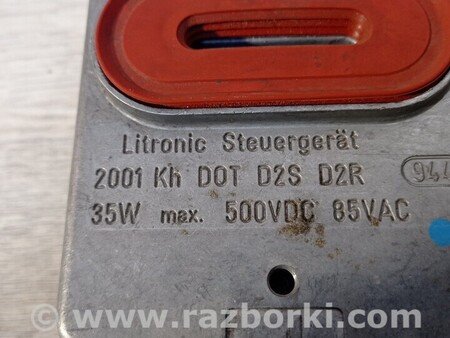 Litronic Steuergerät
2001 Kh DOT D2S D2R
35W max. 500VDC 85VAC
www.razborki.com